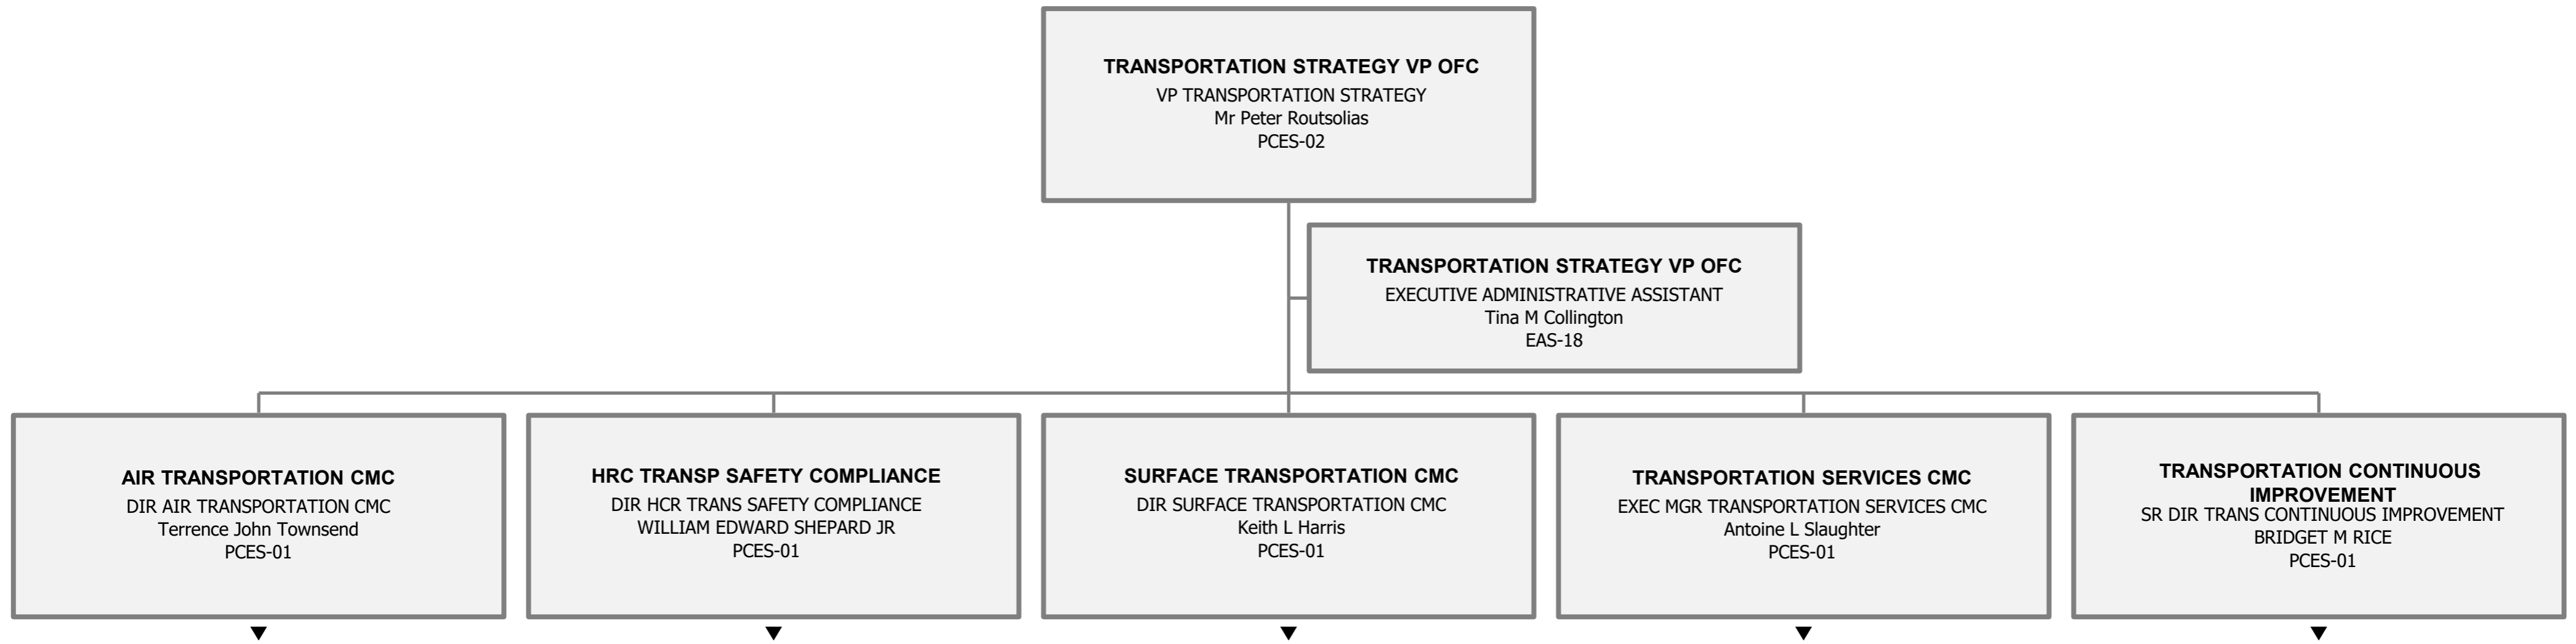 TRANSPORTATION STRATEGY VP OFC
VP TRANSPORTATION STRATEGY
Mr Peter Routsolias
PCES-02
TRANSPORTATION STRATEGY VP OFC
EXECUTIVE ADMINISTRATIVE ASSISTANT
Tina M Collington
EAS-18
AIR TRANSPORTATION CMC
DIR AIR TRANSPORTATION CMC
Terrence John Townsend
PCES-01
HRC TRANSP SAFETY COMPLIANCE
DIR HCR TRANS SAFETY COMPLIANCE
WILLIAM EDWARD SHEPARD JR
PCES-01
SURFACE TRANSPORTATION CMC
DIR SURFACE TRANSPORTATION CMC
Keith L Harris
PCES-01
TRANSPORTATION SERVICES CMC
EXEC MGR TRANSPORTATION SERVICES CMC
Antoine L Slaughter
PCES-01
TRANSPORTATION CONTINUOUS
IMPROVEMENT
SR DIR TRANS CONTINUOUS IMPROVEMENT
BRIDGET M RICE
PCES-01